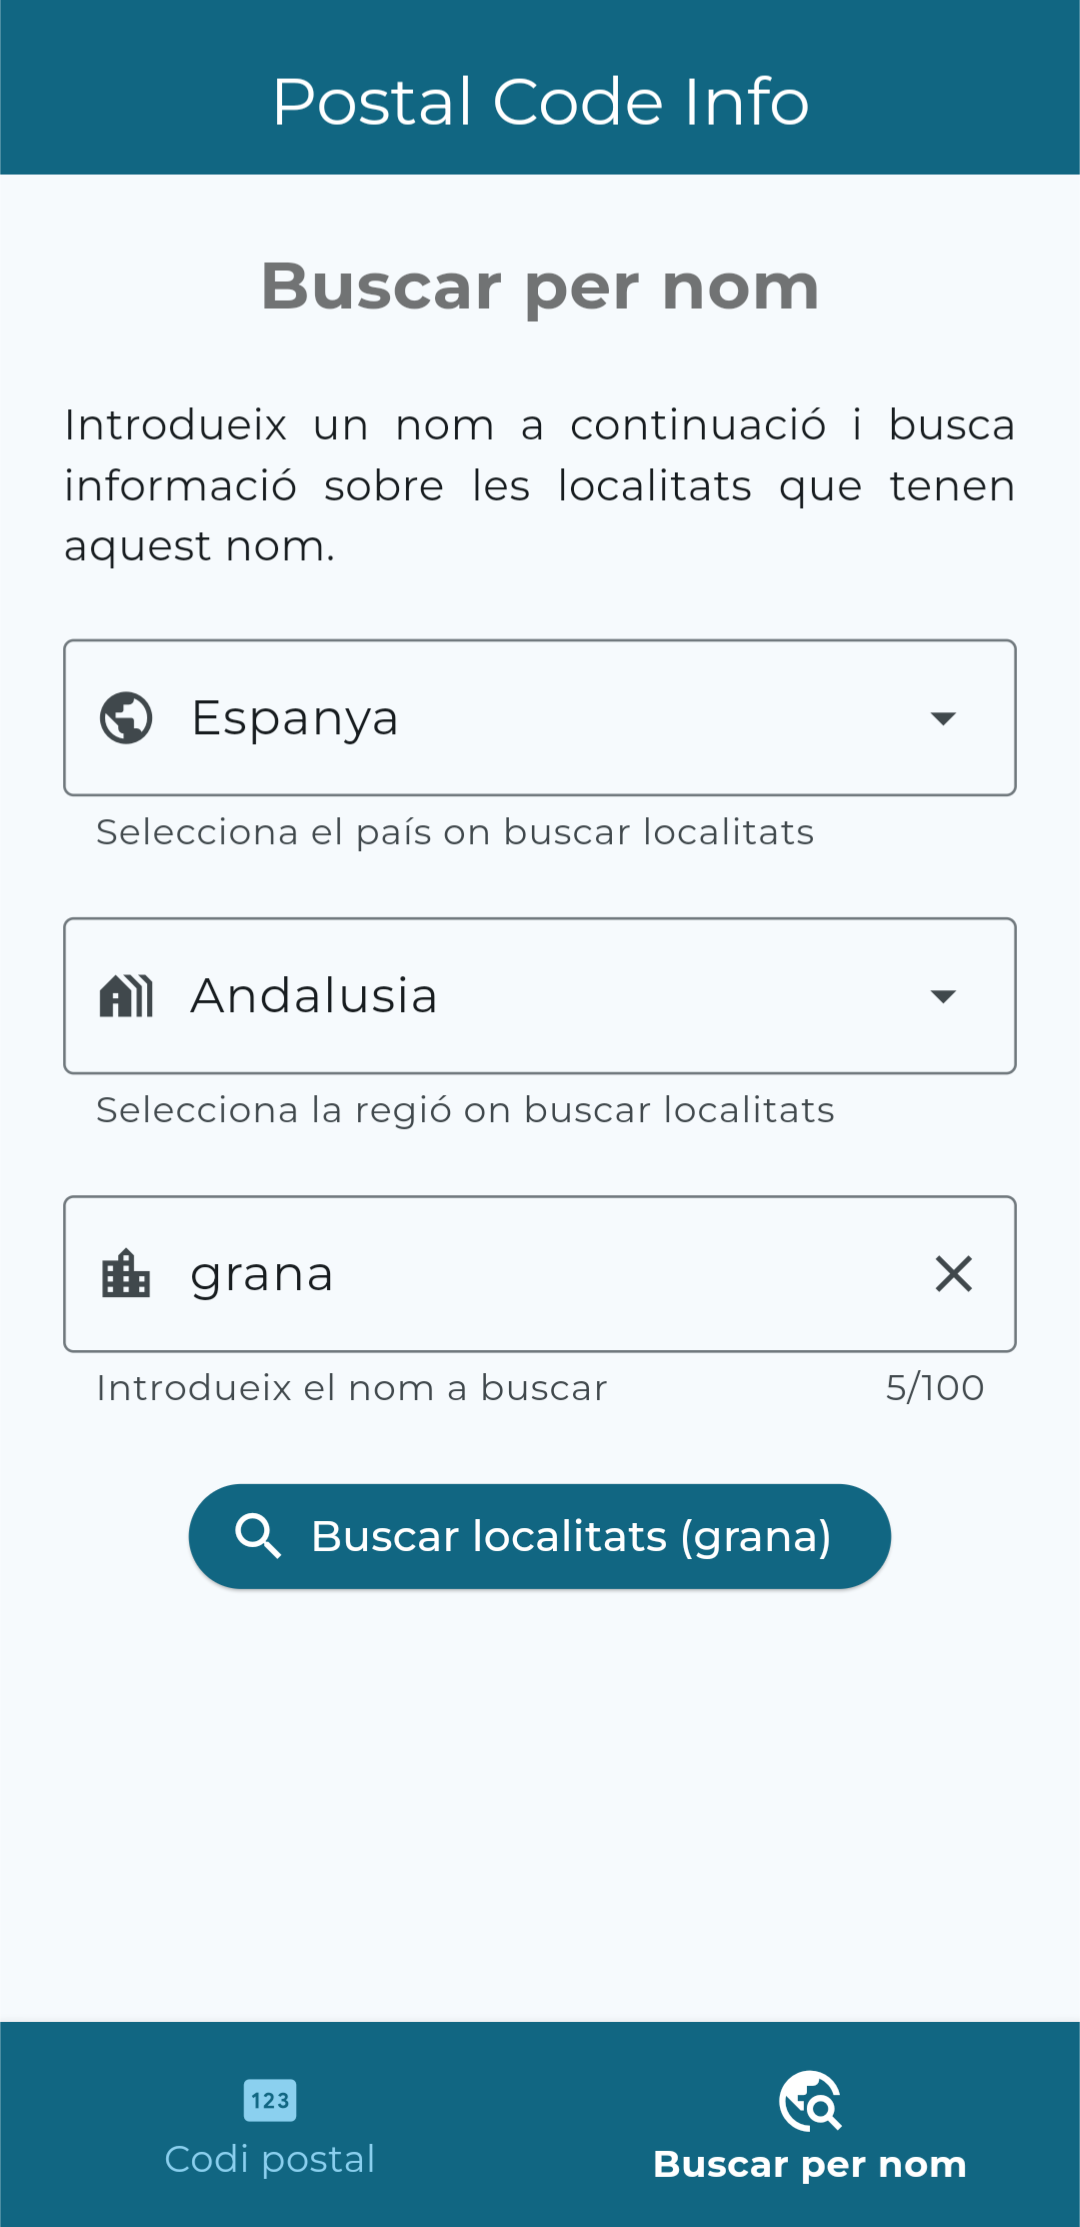 Postal Code Info
Buscar per nom
Introdueix un nom a continuació i busca
informació sobre les localitats que tenen
aquest nom.
Espanya
Selecciona el país on buscar localitats
Andalusia
Selecciona la regió on buscar localitats
grana
Introdueix el nom a buscar 5/100
Buscar localitats (grana)
123
Codi postal
Buscar per nom